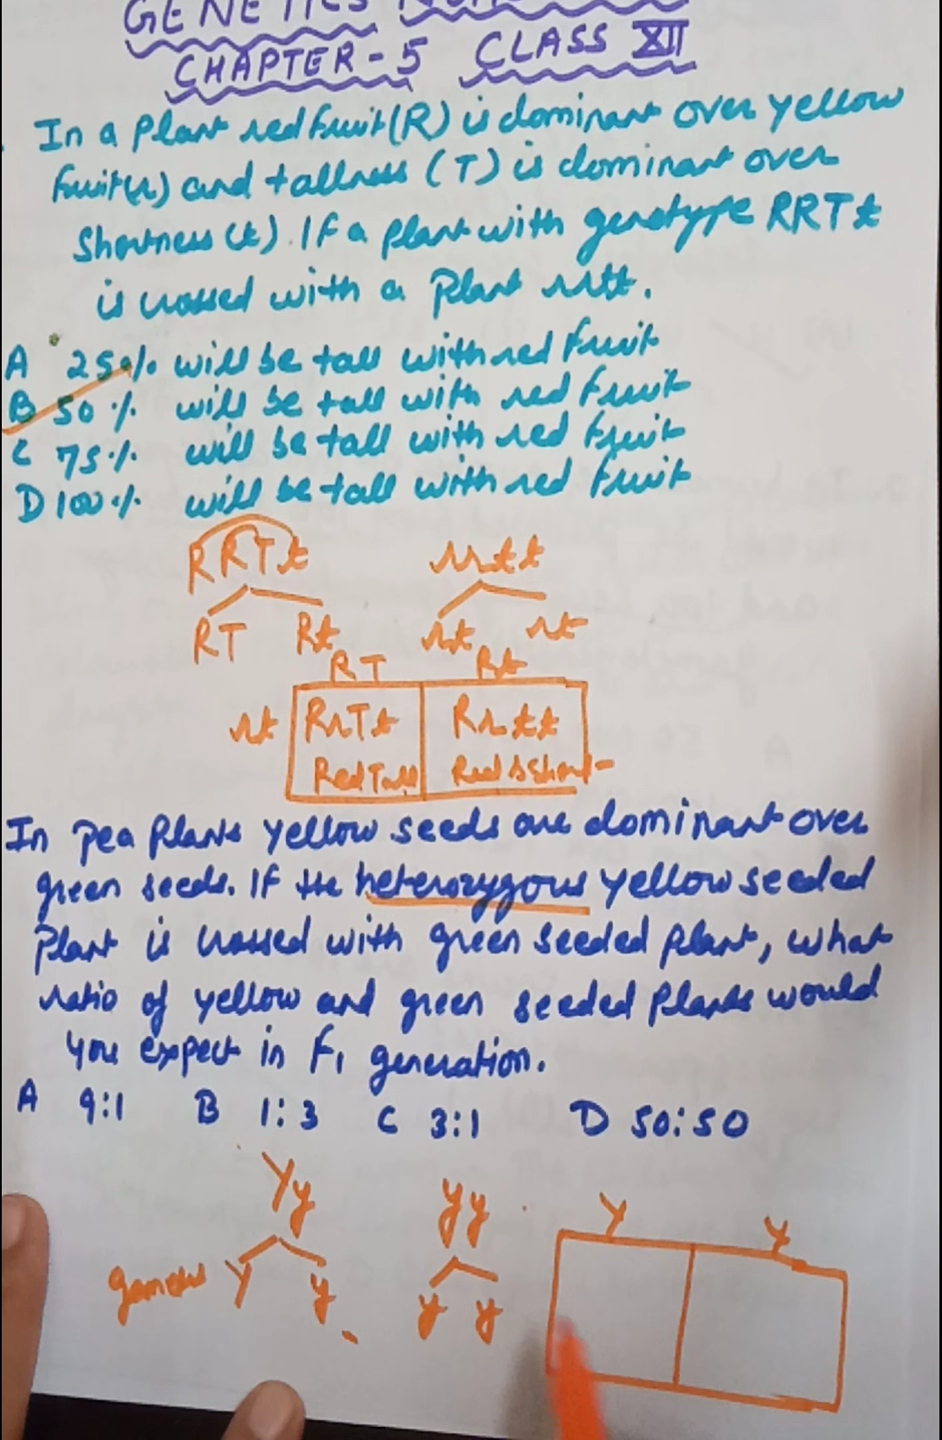 GENETICS
CHAPTER-5 CLASS XII
In a plant red fruit (R) is dominant over yellow
fruit (r) and tallness (T) is dominant over
shortness (t). If a plant with genotype RRTt
is crossed with a plant rrtt.
A 25% will be tall with red fruit
B 50% will be tall with red fruit
C 75% will be tall with red fruit
D 100% will be tall with red fruit
RRTt rrtt
RT Rt rt rt
RT Rt
rt RrTt Rrtt
Red Tall Red & Short
In pea plants yellow seeds are dominant over
green seeds. If the heterozygous yellow seeded
plant is crossed with green seeded plant, what
ratio of yellow and green seeded plants would
you expect in F1 generation.
A 9:1 B 1:3 C 3:1 D 50:50
Yy yy
Y y
gametes Y y y y